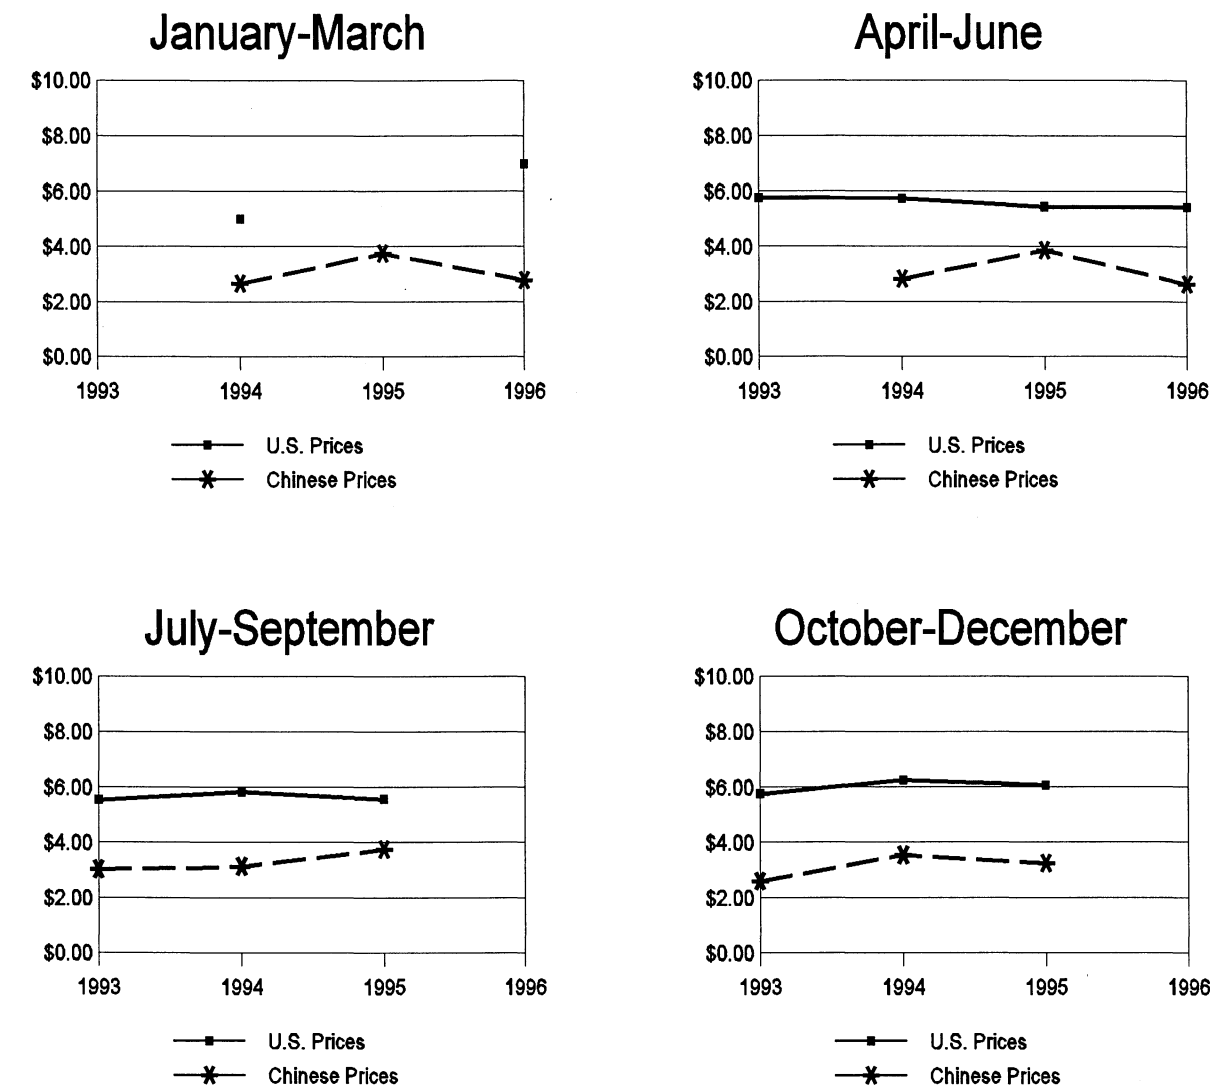 January-March
$10.00
$8.00
$6.00
$4.00
$2.00
$0.00
1993 1994 1995 1996
U.S. Prices
Chinese Prices
April-June
$10.00
$8.00
$6.00
$4.00
$2.00
$0.00
1993 1994 1995 1996
U.S. Prices
Chinese Prices
July-September
$10.00
$8.00
$6.00
$4.00
$2.00
$0.00
1993 1994 1995 1996
U.S. Prices
Chinese Prices
October-December
$10.00
$8.00
$6.00
$4.00
$2.00
$0.00
1993 1994 1995 1996
U.S. Prices
Chinese Prices